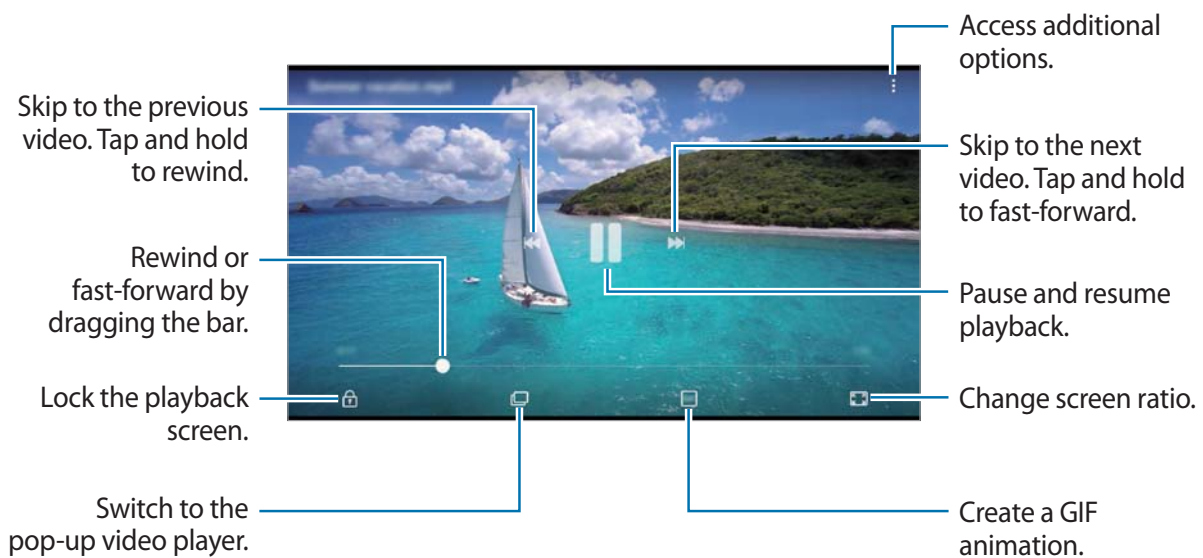 Access additional
options.
Skip to the previous
video. Tap and hold
to rewind.
Skip to the next
video. Tap and hold
to fast-forward.
Rewind or
fast-forward by
dragging the bar.
Pause and resume
playback.
Lock the playback
screen.
Change screen ratio.
Switch to the
pop-up video player.
Create a GIF
animation.